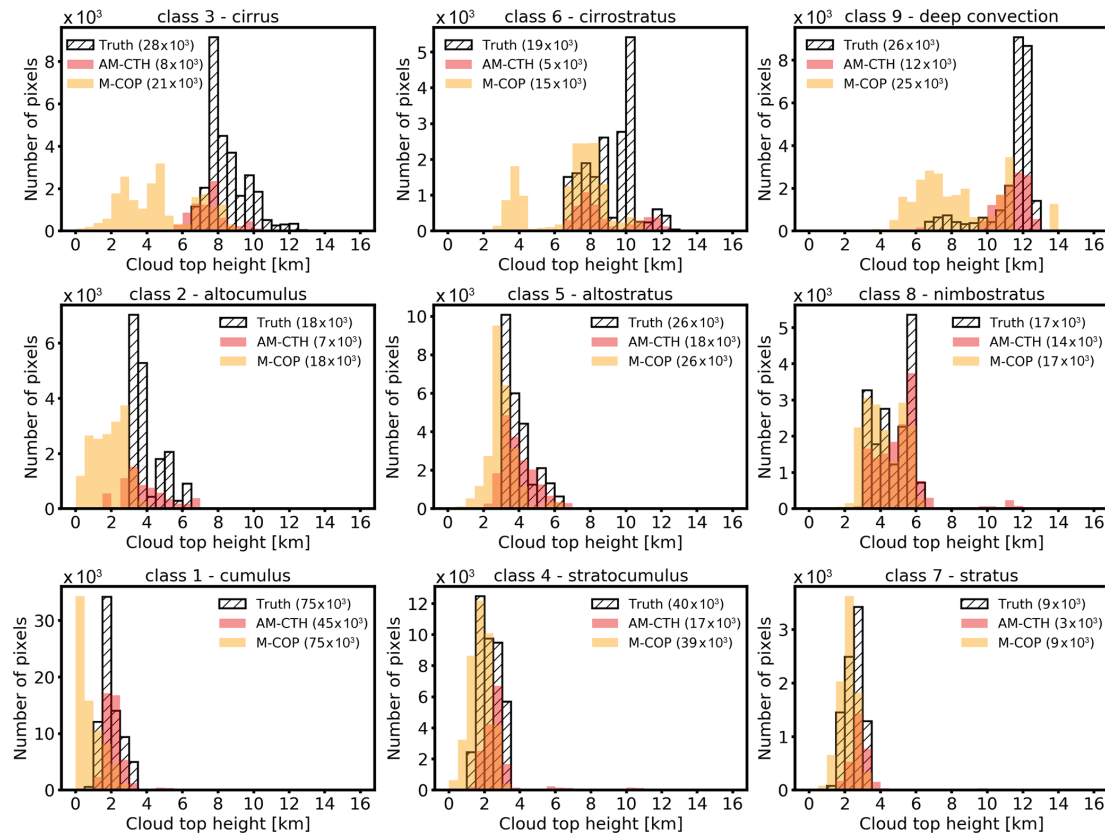 x 10³
class 3 - cirrus
Number of pixels
8
6
4
2
0
Truth (28x10³)
AM-CTH (8x10³)
M-COP (21x10³)
0 2 4 6 8 10 12 14 16
Cloud top height [km]
x 10³
class 6 - cirrostratus
Number of pixels
5
4
3
2
1
0
Truth (19x10³)
AM-CTH (5x10³)
M-COP (15x10³)
0 2 4 6 8 10 12 14 16
Cloud top height [km]
x 10³
class 9 - deep convection
Number of pixels
8
6
4
2
0
Truth (26x10³)
AM-CTH (12x10³)
M-COP (25x10³)
0 2 4 6 8 10 12 14 16
Cloud top height [km]
x 10³
class 2 - altocumulus
Number of pixels
6
4
2
0
Truth (18x10³)
AM-CTH (7x10³)
M-COP (18x10³)
0 2 4 6 8 10 12 14 16
Cloud top height [km]
x 10³
class 5 - altostratus
Number of pixels
10
8
6
4
2
0
Truth (26x10³)
AM-CTH (18x10³)
M-COP (26x10³)
0 2 4 6 8 10 12 14 16
Cloud top height [km]
x 10³
class 8 - nimbostratus
Number of pixels
5
4
3
2
1
0
Truth (17x10³)
AM-CTH (14x10³)
M-COP (17x10³)
0 2 4 6 8 10 12 14 16
Cloud top height [km]
x 10³
class 1 - cumulus
Number of pixels
30
20
10
0
Truth (75x10³)
AM-CTH (45x10³)
M-COP (75x10³)
0 2 4 6 8 10 12 14 16
Cloud top height [km]
x 10³
class 4 - stratocumulus
Number of pixels
12
10
8
6
4
2
0
Truth (40x10³)
AM-CTH (17x10³)
M-COP (39x10³)
0 2 4 6 8 10 12 14 16
Cloud top height [km]
x 10³
class 7 - stratus
Number of pixels
3
2
1
0
Truth (9x10³)
AM-CTH (3x10³)
M-COP (9x10³)
0 2 4 6 8 10 12 14 16
Cloud top height [km]